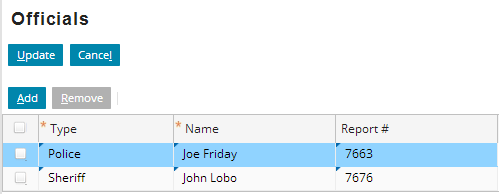 Officials
Update Cancel
Add Remove
* Type * Name Report #
Police Joe Friday 7663
Sheriff John Lobo 7676